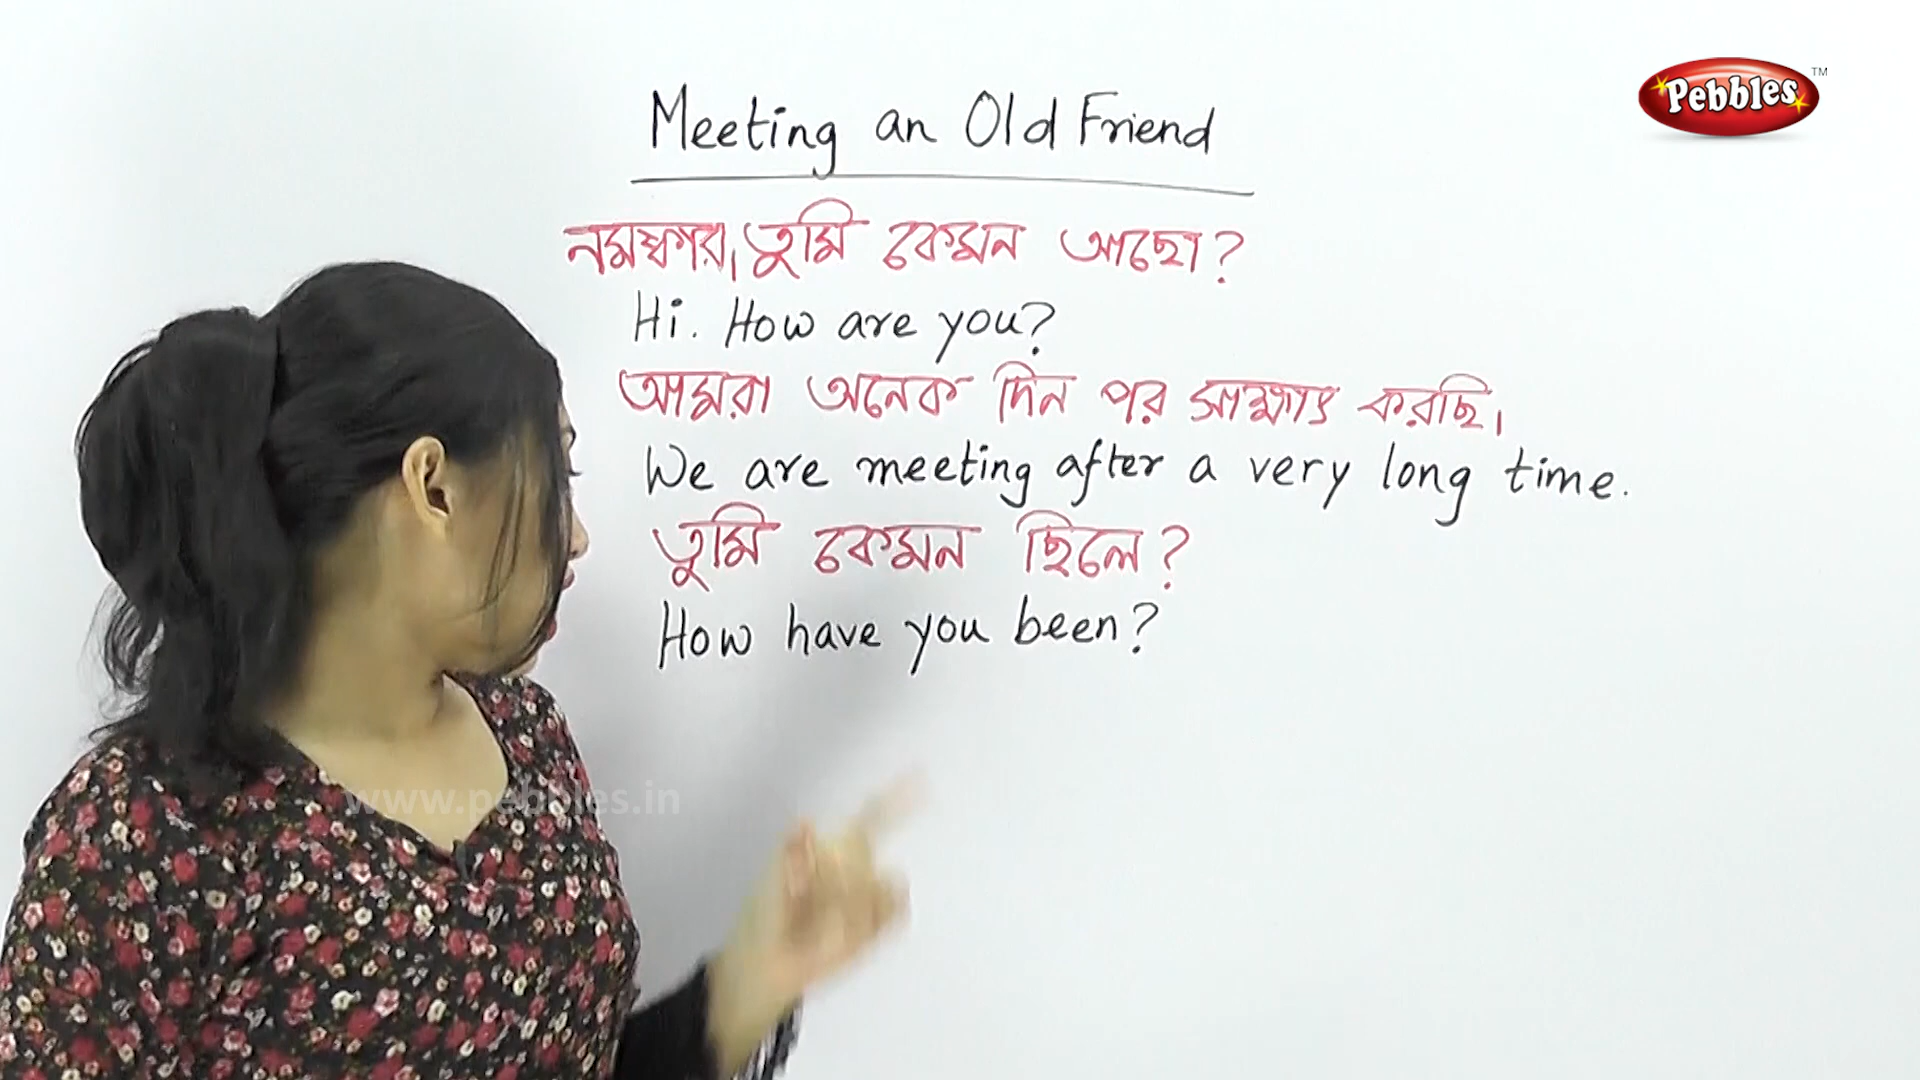 Pebbles TM
Meeting an Old Friend
নমস্কার। তুমি কেমন আছো?
Hi. How are you?
আমরা অনেক দিন পর সাক্ষাৎ করছি।
We are meeting after a very long time.
তুমি কেমন ছিলে?
How have you been?
www.pebbles.in